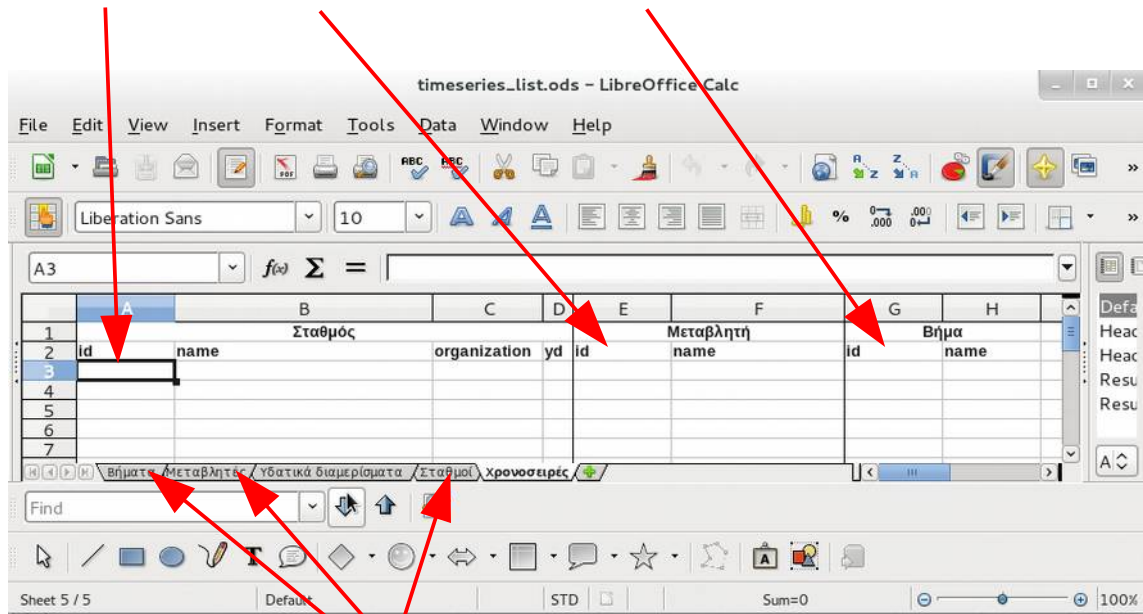 timeseries_list.ods – LibreOffice Calc
File Edit View Insert Format Tools Data Window Help
Liberation Sans 10
A3 f(x) Σ =
A B C D E F G H
1 Σταθμός Μεταβλητή Βήμα
2 id name organization yd id name id name
3
4
5
6
7
Βήματα Μεταβλητές Υδατικά διαμερίσματα Σταθμοί Χρονοσειρές
Find
Sheet 5 / 5 Default STD Sum=0 100%